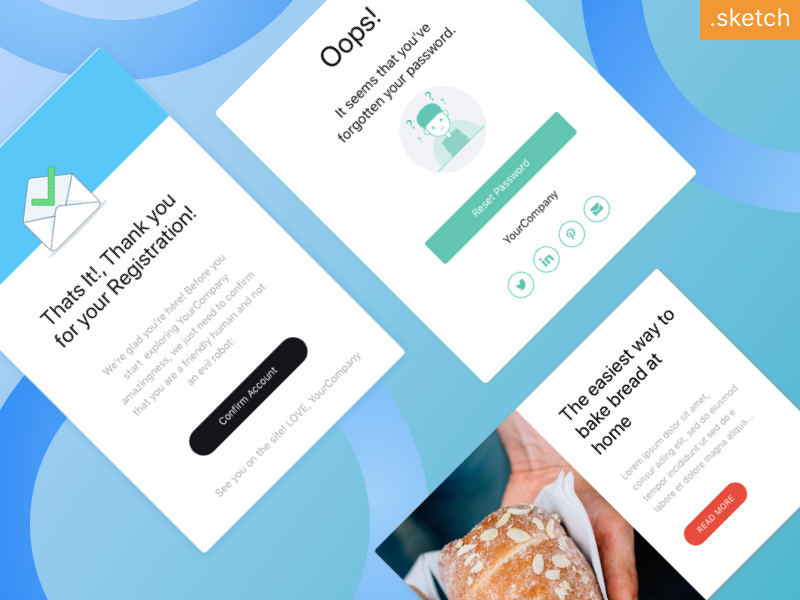 .sketch
Oops!
It seems that you've
forgotten your password.
Reset Password
YourCompany
Thats It!, Thank you
for your Registration!
We're glad you're here! Before you
start exploring YourCompany
amazingness, we just need to confirm
that you are a friendly human and not
an evil robot:
Confirm Account
See you on the site! LOVE, YourCompany
The easiest way to
bake bread at
home
Lorem ipsum dolor sit amet,
consur ading elit, sed do eiusmod
tempor incididunt ut sed do e
labore et dolore magna aliqua...
READ MORE